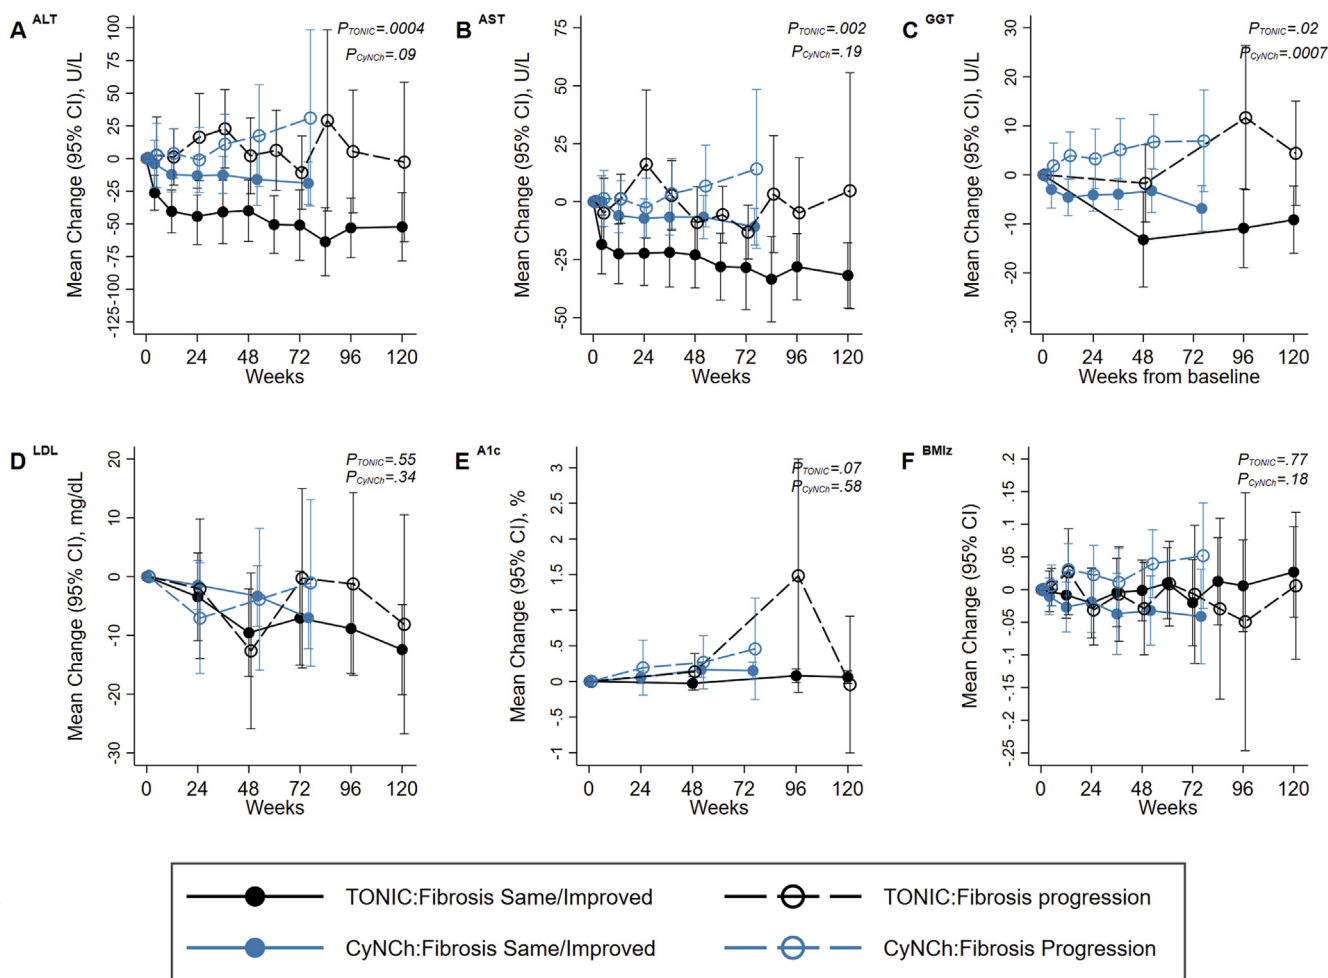 A ALT
P TONIC=.0004
P CyNCh=.09
Mean Change (95% CI), U/L
100
75
50
25
0
-25
-50
-75
-100
-125
0 24 48 72 96 120
Weeks
B AST
P TONIC=.002
P CyNCh=.19
Mean Change (95% CI), U/L
75
50
25
0
-25
-50
0 24 48 72 96 120
Weeks
C GGT
P TONIC=.02
P CyNCh=.0007
Mean Change (95% CI), U/L
30
20
10
0
-10
-20
-30
0 24 48 72 96 120
Weeks from baseline
D LDL
P TONIC=.55
P CyNCh=.34
Mean Change (95% CI), mg/dL
20
10
0
-10
-20
-30
0 24 48 72 96 120
Weeks
E A1c
P TONIC=.07
P CyNCh=.58
Mean Change (95% CI), %
3
2.5
2
1.5
1
.5
0
-.5
-1
0 24 48 72 96 120
Weeks
F BMIz
P TONIC=.77
P CyNCh=.18
Mean Change (95% CI)
.2
.15
.1
.05
0
-.05
-.1
-.15
-.2
-.25
0 24 48 72 96 120
Weeks
TONIC:Fibrosis Same/Improved
TONIC:Fibrosis progression
CyNCh:Fibrosis Same/Improved
CyNCh:Fibrosis Progression